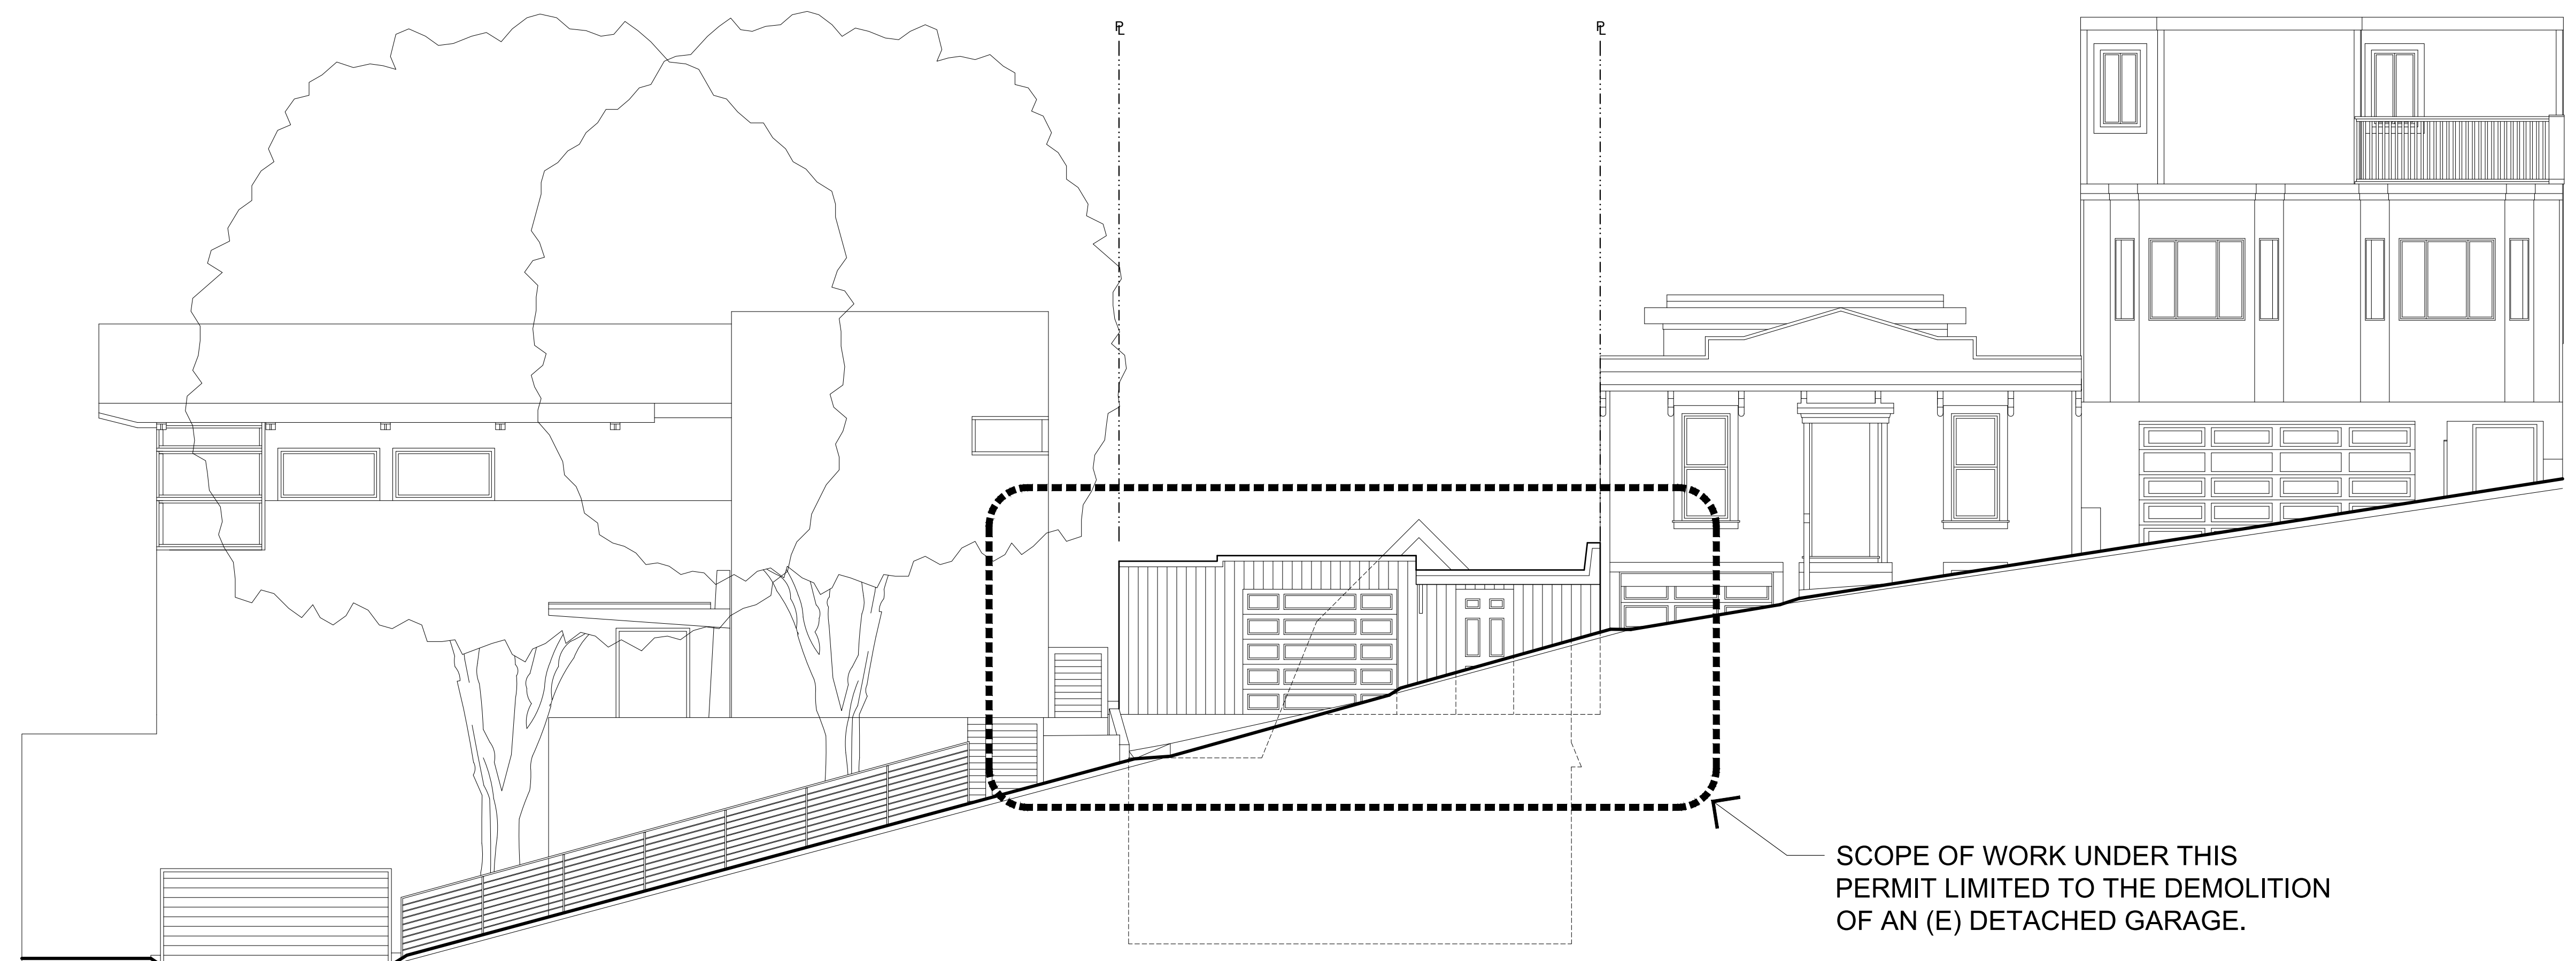 PL
PL
SCOPE OF WORK UNDER THIS
PERMIT LIMITED TO THE DEMOLITION
OF AN (E) DETACHED GARAGE.